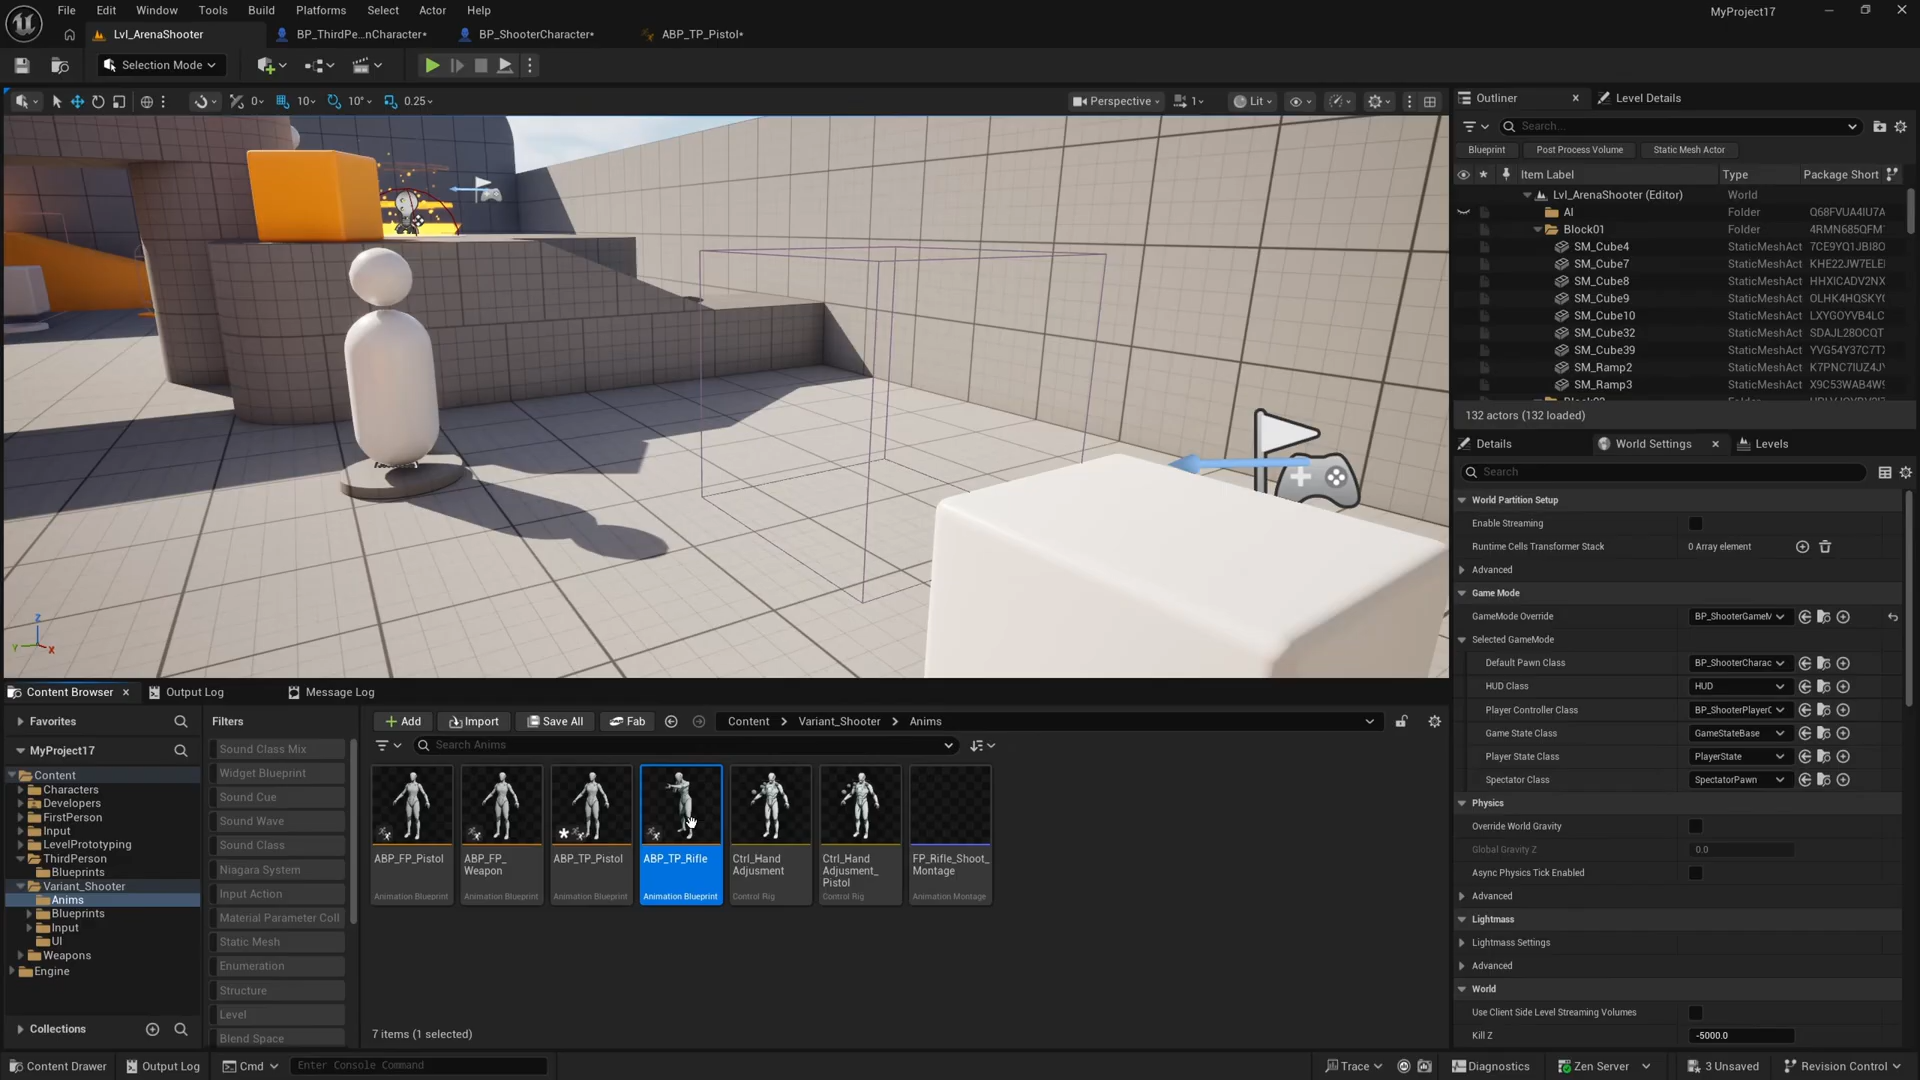 File Edit Window Tools Build Platforms Select Actor Help
MyProject17
Lvl_ArenaShooter
BP_ThirdPe…nCharacter*
BP_ShooterCharacter*
ABP_TP_Pistol*
Selection Mode
0 10 10° 0.25
Perspective 1 Lit
Z
Y X
Outliner
Level Details
Search...
Blueprint Post Process Volume Static Mesh Actor
Item Label Type Package Short
Lvl_ArenaShooter (Editor) World
AI Folder Q68FVUA4IU7A
Block01 Folder
SM_Cube4 StaticMeshAct
SM_Cube7 StaticMeshAct
SM_Cube8 StaticMeshAct
SM_Cube9 StaticMeshAct
SM_Cube10 StaticMeshAct
SM_Cube32 StaticMeshAct
SM_Cube39 StaticMeshAct
SM_Ramp2 StaticMeshAct
SM_Ramp3 StaticMeshAct
132 actors (132 loaded)
Details
World Settings
Levels
Search
World Partition Setup
Enable Streaming
Runtime Cells Transformer Stack 0 Array element
Advanced
Game Mode
GameMode Override BP_ShooterGameM
Selected GameMode
Default Pawn Class BP_ShooterCharac
HUD Class HUD
Player Controller Class BP_ShooterPlayerC
Game State Class GameStateBase
Player State Class PlayerState
Spectator Class SpectatorPawn
Physics
Override World Gravity
Global Gravity Z 0.0
Async Physics Tick Enabled
Advanced
Lightmass
Lightmass Settings
Advanced
World
Use Client Side Level Streaming Volumes
Kill Z -5000.0
Content Browser
Output Log
Message Log
Favorites
MyProject17
Content
Characters
Developers
FirstPerson
Input
LevelPrototyping
ThirdPerson
Blueprints
Variant_Shooter
Anims
Blueprints
Input
UI
Weapons
Engine
Collections
Filters
Sound Class Mix
Widget Blueprint
Sound Cue
Sound Wave
Sound Class
Niagara System
Input Action
Material Parameter Coll
Static Mesh
Enumeration
Structure
Level
Blend Space
Add Import Save All Fab Content Variant_Shooter Anims
Search Anims
ABP_FP_Pistol
Animation Blueprint
ABP_FP_
Weapon
Animation Blueprint
ABP_TP_Pistol
Animation Blueprint
ABP_TP_Rifle
Animation Blueprint
Ctrl_Hand
Adjusment
Control Rig
Ctrl_Hand
Adjusment_
Pistol
Control Rig
FP_Rifle_Shoot_
Montage
Animation Montage
7 items (1 selected)
Content Drawer Output Log Cmd Enter Console Command
Trace Diagnostics Zen Server 3 Unsaved Revision Control